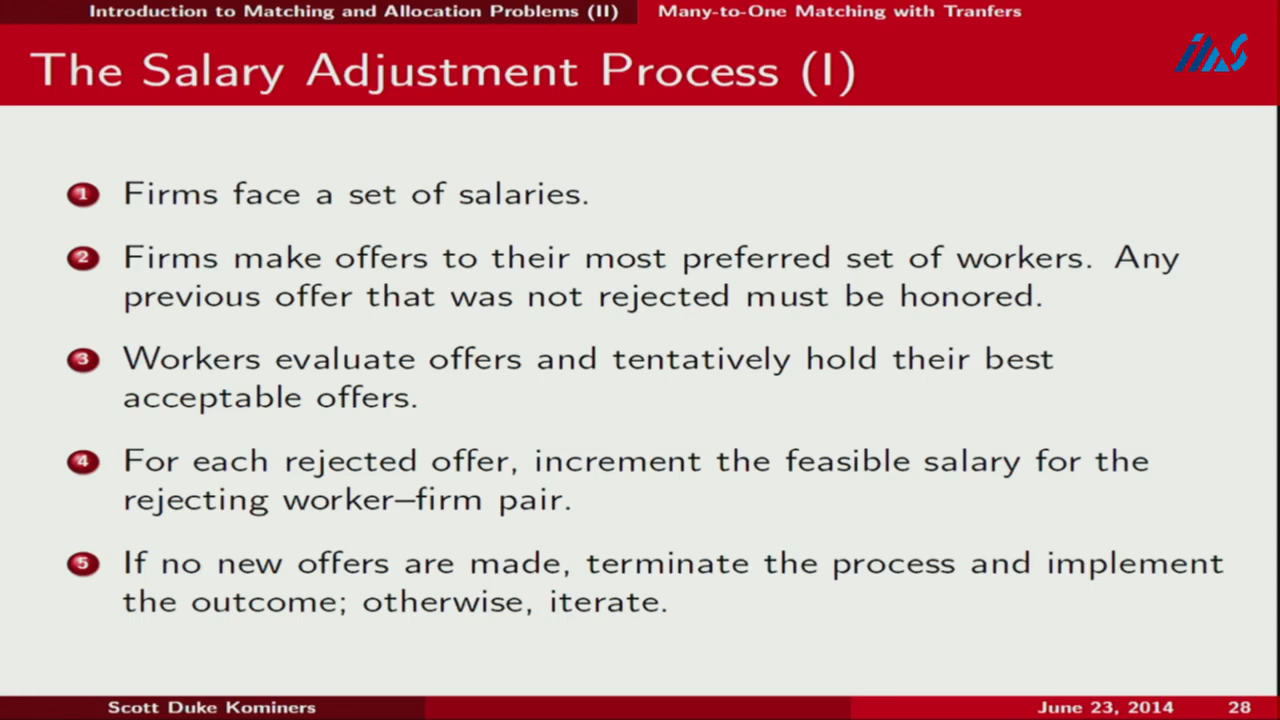 Introduction to Matching and Allocation Problems (II) Many-to-One Matching with Tranfers
The Salary Adjustment Process (I)
ias
1 Firms face a set of salaries.
2 Firms make offers to their most preferred set of workers. Any
previous offer that was not rejected must be honored.
3 Workers evaluate offers and tentatively hold their best
acceptable offers.
4 For each rejected offer, increment the feasible salary for the
rejecting worker–firm pair.
5 If no new offers are made, terminate the process and implement
the outcome; otherwise, iterate.
Scott Duke Kominers June 23, 2014 28